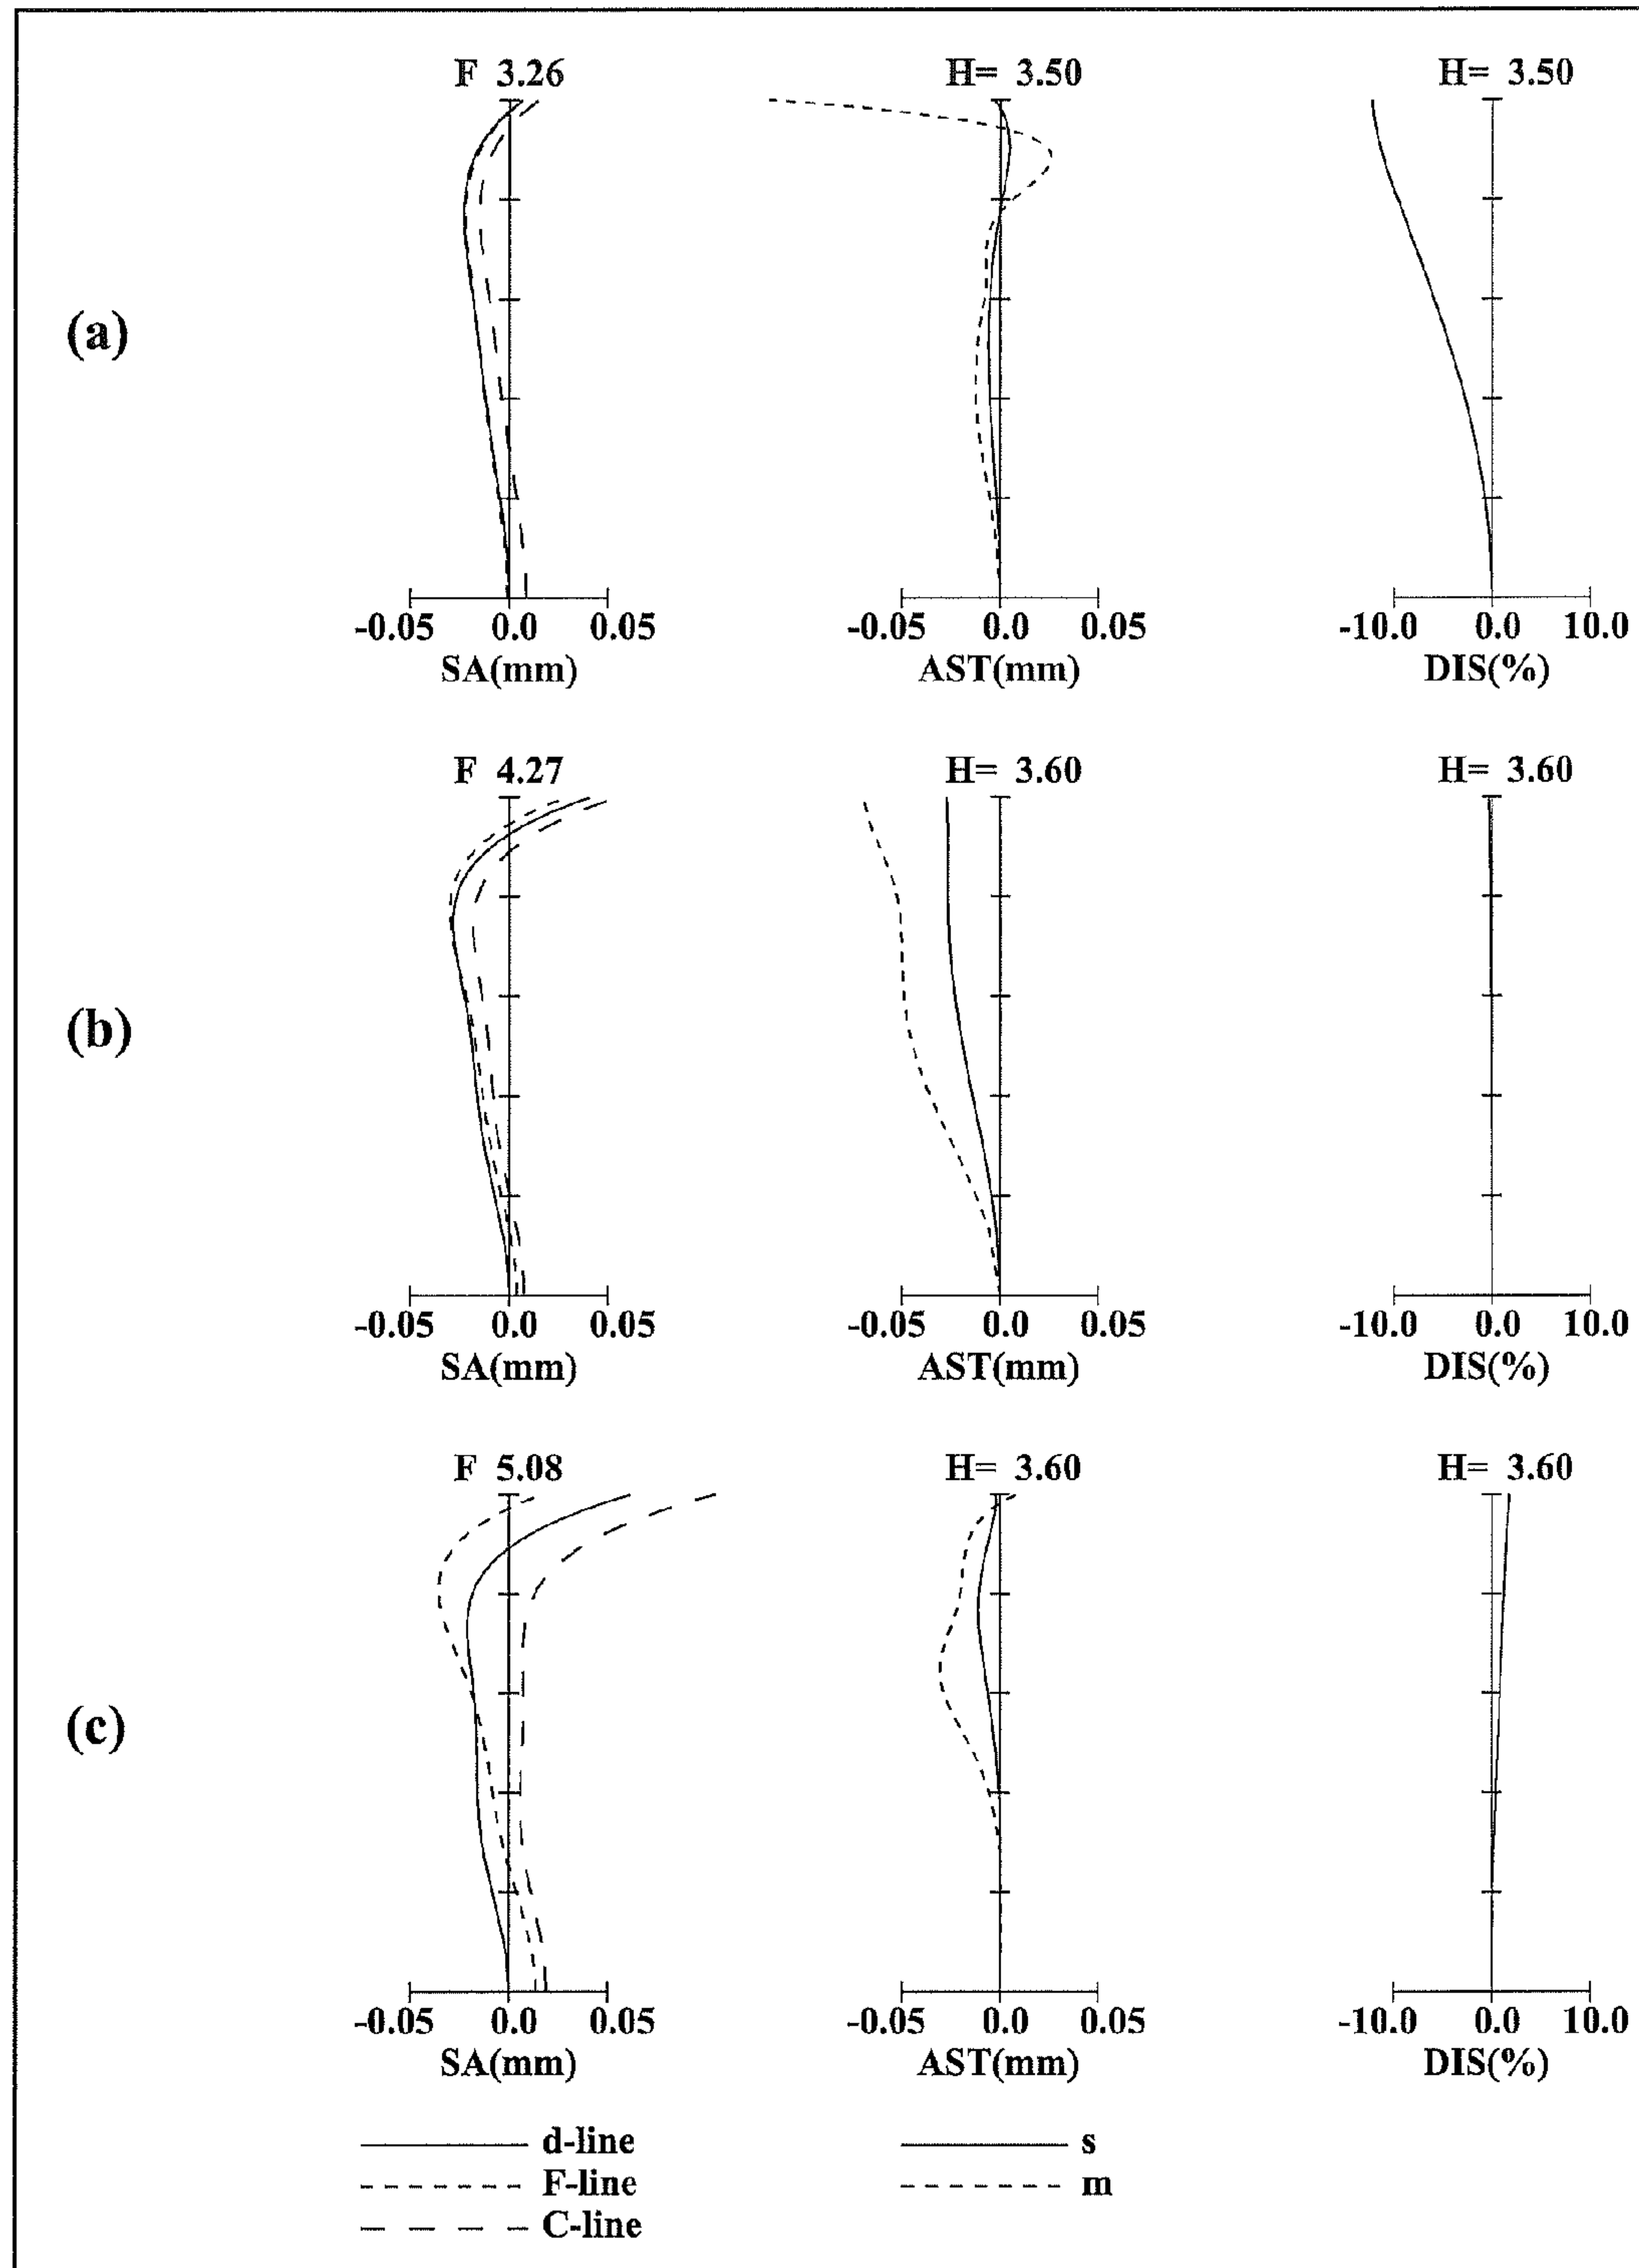 F 3.26 H= 3.50 H= 3.50
(a)
-0.05 0.0 0.05 -0.05 0.0 0.05 -10.0 0.0 10.0
SA(mm) AST(mm) DIS(%)
F 4.27 H= 3.60 H= 3.60
(b)
-0.05 0.0 0.05 -0.05 0.0 0.05 -10.0 0.0 10.0
SA(mm) AST(mm) DIS(%)
F 5.08 H= 3.60 H= 3.60
(c)
-0.05 0.0 0.05 -0.05 0.0 0.05 -10.0 0.0 10.0
SA(mm) AST(mm) DIS(%)
d-line s
F-line m
C-line